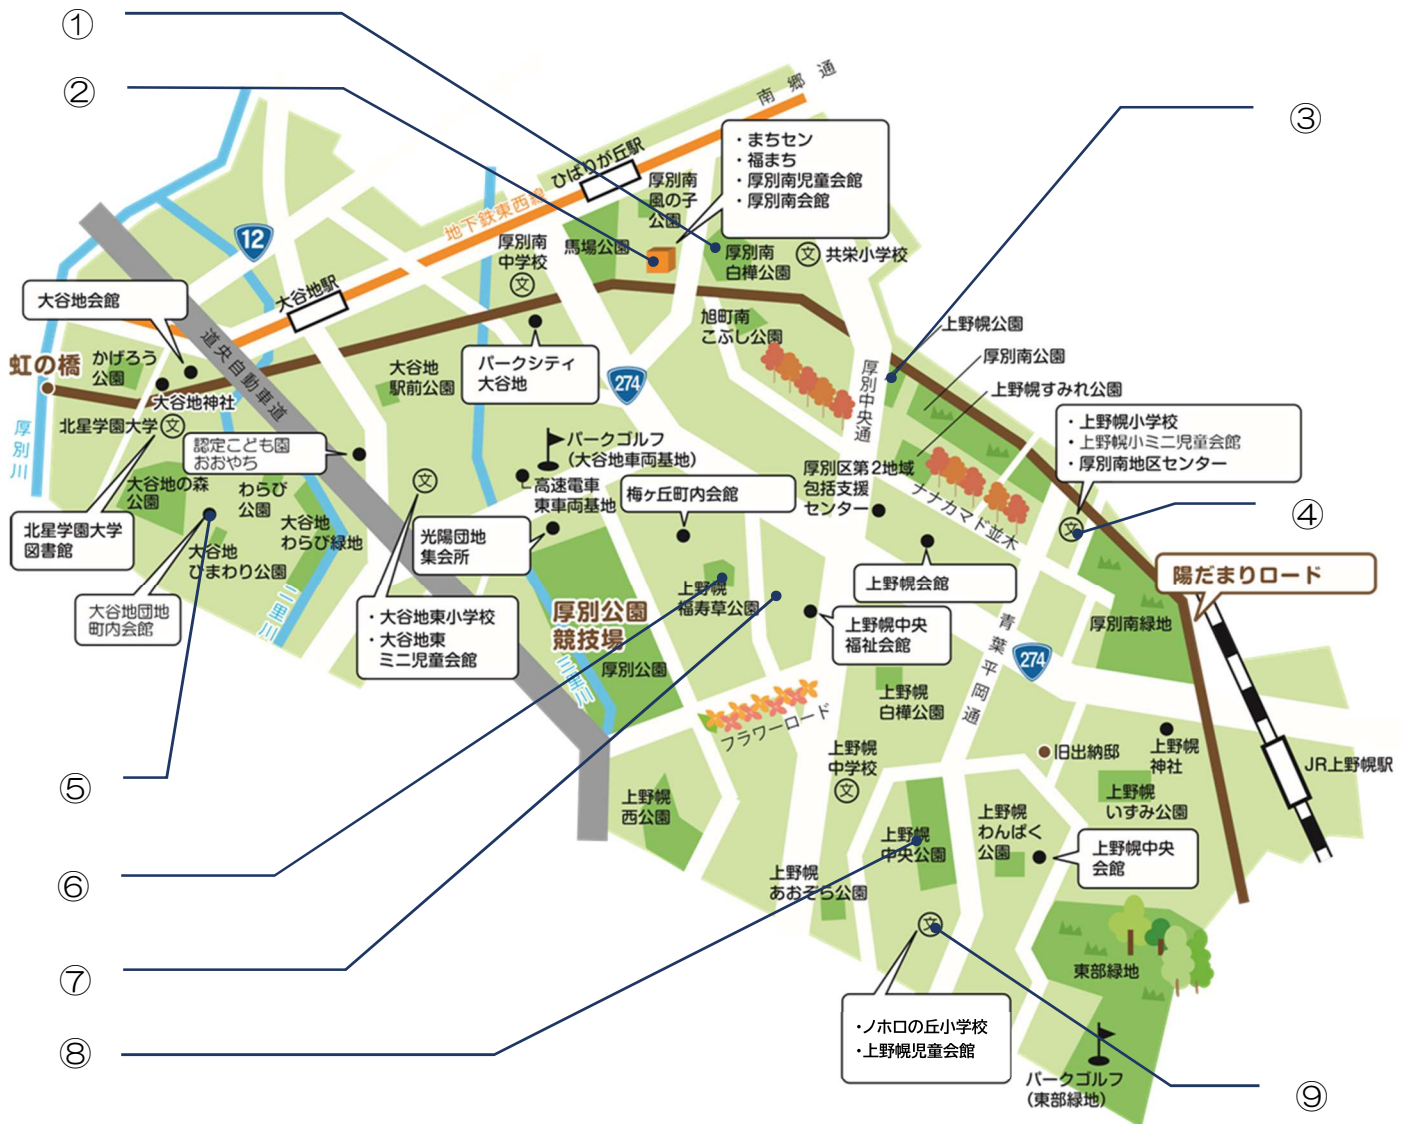 ①
②
③
南郷通
・まちセン
・福まち
・厚別南児童会館
・厚別南会館
ひばりが丘駅
地下鉄東西線
厚別南
風の子
公園
12
厚別南
中学校
文
馬場公園
厚別南
白樺公園
文
共栄小学校
大谷地会館
大谷地駅
道央自動車道
旭町南
こぶし公園
上野幌公園
厚別南公園
上野幌すみれ公園
虹の橋
かげろう
公園
大谷地
駅前公園
パークシティ
大谷地
274
厚別中央通
大谷地神社
北星学園大学
文
厚別川
認定こども園
おおやち
パークゴルフ
(大谷地車両基地)
・上野幌小学校
・上野幌小ミニ児童会館
・厚別南地区センター
大谷地の森
公園
わらび
公園
文
高速電車
東車両基地
梅ヶ丘町内会館
厚別区第2地域
包括支援
センター
ナナカマド並木
文
④
北星学園大学
図書館
大谷地
わらび緑地
大谷地
ひまわり公園
光陽団地
集会所
上野幌会館
陽だまりロード
大谷地団地
町内会館
二里川
・大谷地東小学校
・大谷地東
ミニ児童会館
厚別公園
競技場
上野幌
福寿草公園
上野幌中央
福祉会館
青葉平岡通
厚別南緑地
274
三里川
厚別公園
フラワーロード
上野幌
白樺公園
上野幌
中学校
文
旧出納邸
上野幌
神社
JR上野幌駅
⑤
上野幌
西公園
上野幌
中央公園
上野幌
わんぱく
公園
上野幌
いずみ公園
上野幌中央
会館
⑥
上野幌
あおぞら公園
文
東部緑地
⑦
・ノホロの丘小学校
・上野幌児童会館
⑧
パークゴルフ
(東部緑地)
⑨